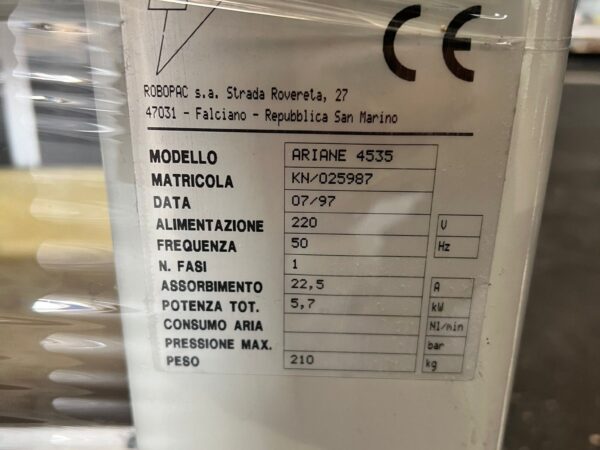 CE
ROBOPAC s.a. Strada Rovereta, 27
47031 - Falciano - Repubblica San Marino
MODELLO ARIANE 4535
MATRICOLA KN/025987
DATA 07/97
ALIMENTAZIONE 220 V
FREQUENZA 50 Hz
N. FASI 1
ASSORBIMENTO 22,5 A
POTENZA TOT. 5,7 kW
CONSUMO ARIA Nl/min
PRESSIONE MAX. bar
PESO 210 kg